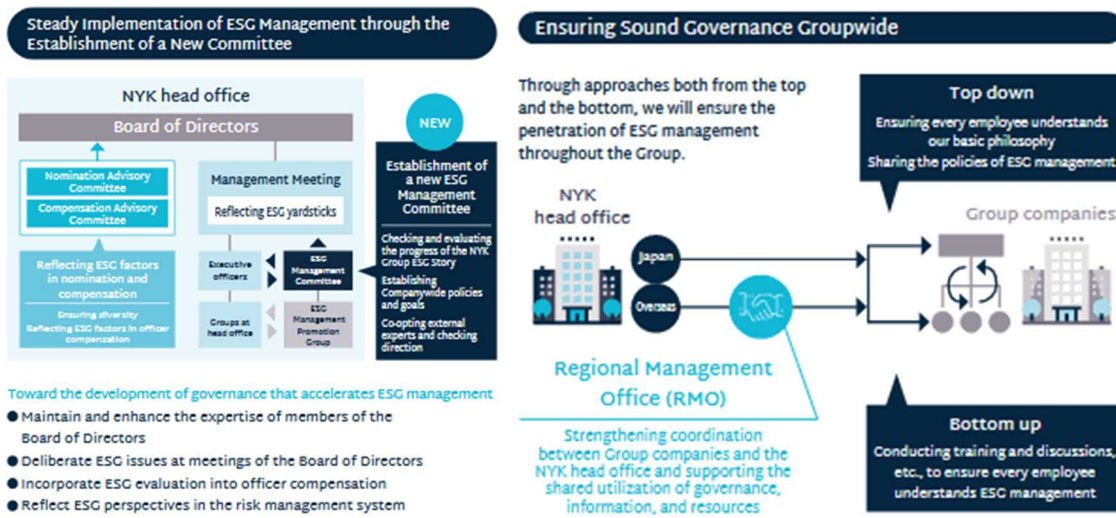 Steady Implementation of ESG Management through the
Establishment of a New Committee
NYK head office
Board of Directors
Nomination Advisory
Committee
Compensation Advisory
Committee
Reflecting ESG factors
in nomination and
compensation
Ensuring diversity
Reflecting ESG factors in officer
compensation
Management Meeting
Reflecting ESG yardsticks
Executive
officers
ESG
Management
Committee
Groups at
head office
ESG
Management
Promotion
Group
NEW
Establishment of
a new ESG
Management
Committee
Checking and evaluating
the progress of the NYK
Group ESG Story
Establishing
Companywide policies
and goals
Co-opting external
experts and checking
direction
Toward the development of governance that accelerates ESG management
● Maintain and enhance the expertise of members of the
Board of Directors
● Deliberate ESG issues at meetings of the Board of Directors
● Incorporate ESG evaluation into officer compensation
● Reflect ESG perspectives in the risk management system
Ensuring Sound Governance Groupwide
Through approaches both from the top
and the bottom, we will ensure the
penetration of ESG management
throughout the Group.
Top down
Ensuring every employee understands
our basic philosophy
Sharing the policies of ESG management
NYK
head office
Japan
Overseas
Group companies
Regional Management
Office (RMO)
Strengthening coordination
between Group companies and the
NYK head office and supporting the
shared utilization of governance,
information, and resources
Bottom up
Conducting training and discussions,
etc., to ensure every employee
understands ESG management